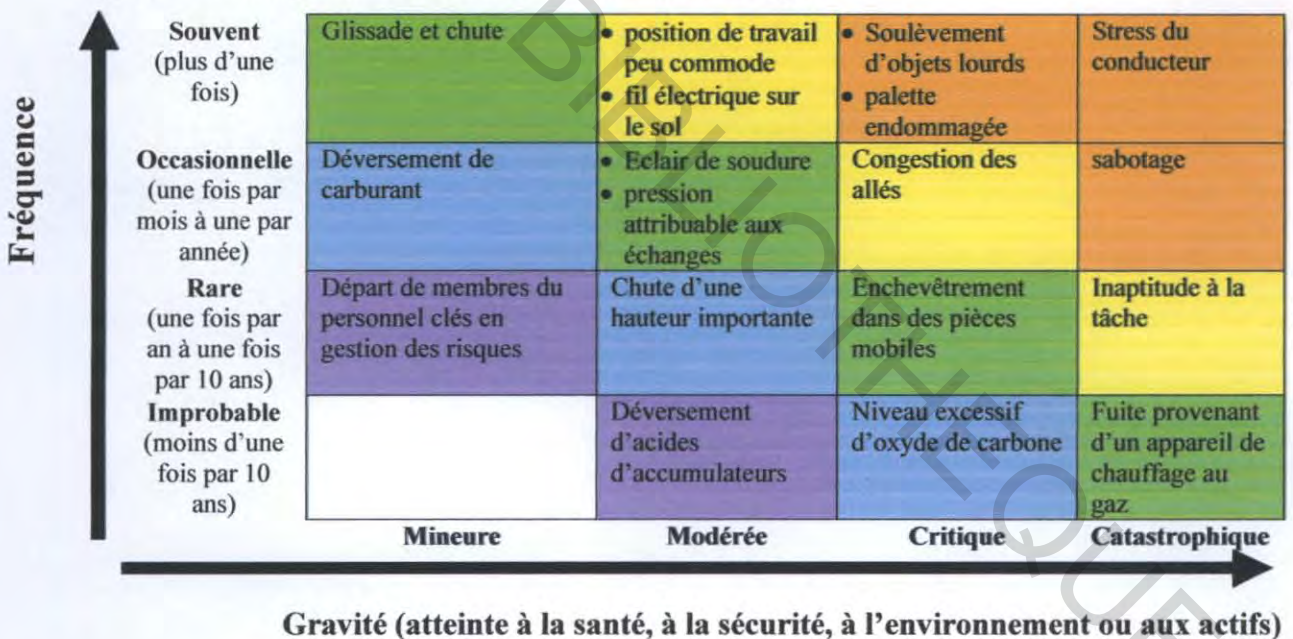 Fréquence
Souvent
(plus d'une
fois)
Glissade et chute
• position de travail
peu commode
• fil électrique sur
le sol
• Soulèvement
d'objets lourds
• palette
endommagée
Stress du
conducteur
Occasionnelle
(une fois par
mois à une par
année)
Déversement de
carburant
• Eclair de soudure
• pression
attribuable aux
échanges
Congestion des
allés
sabotage
Rare
(une fois par
an à une fois
par 10 ans)
Départ de membres du
personnel clés en
gestion des risques
Chute d'une
hauteur importante
Enchevêtrement
dans des pièces
mobiles
Inaptitude à la
tâche
Improbable
(moins d'une
fois par 10
ans)
Déversement
d'acides
d'accumulateurs
Niveau excessif
d'oxyde de carbone
Fuite provenant
d'un appareil de
chauffage au
gaz
Mineure
Modérée
Critique
Catastrophique
Gravité (atteinte à la santé, à la sécurité, à l'environnement ou aux actifs)
BIBLIOTHEQUE